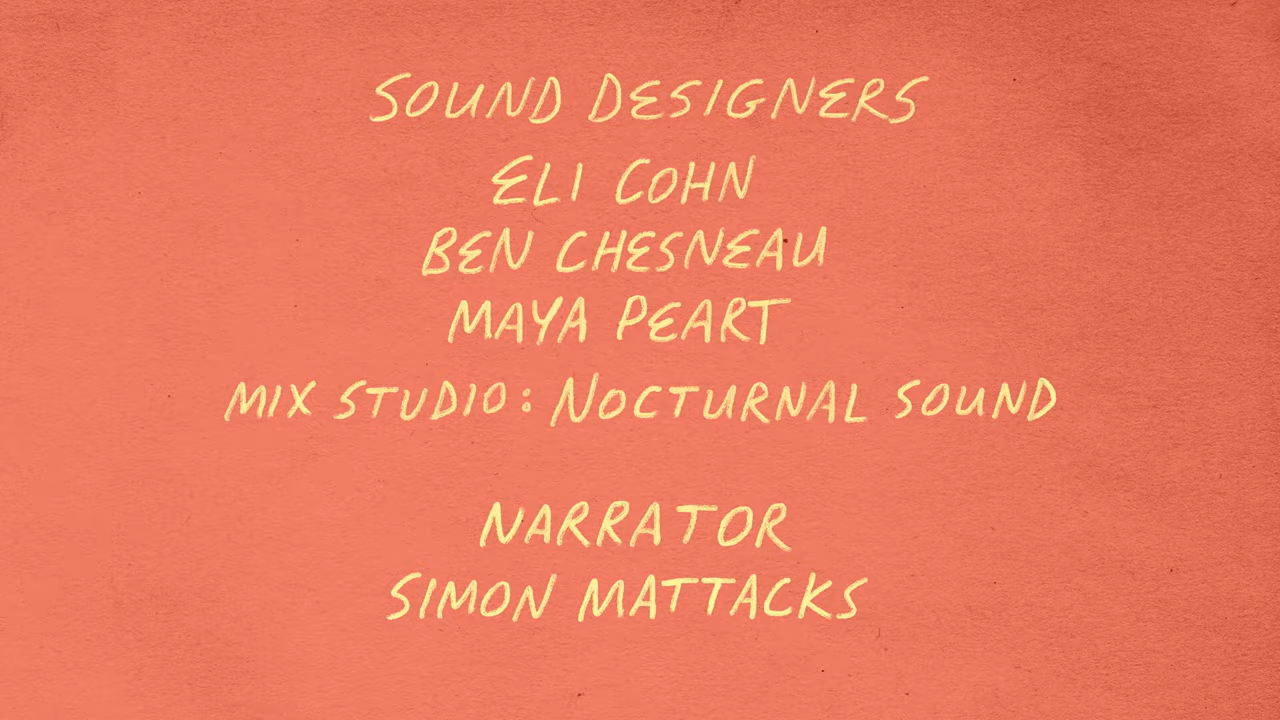 SOUND DESIGNERS
ELI COHN
BEN CHESNEAU
MAYA PEART
MIX STUDIO: NOCTURNAL SOUND
NARRATOR
SIMON MATTACKS